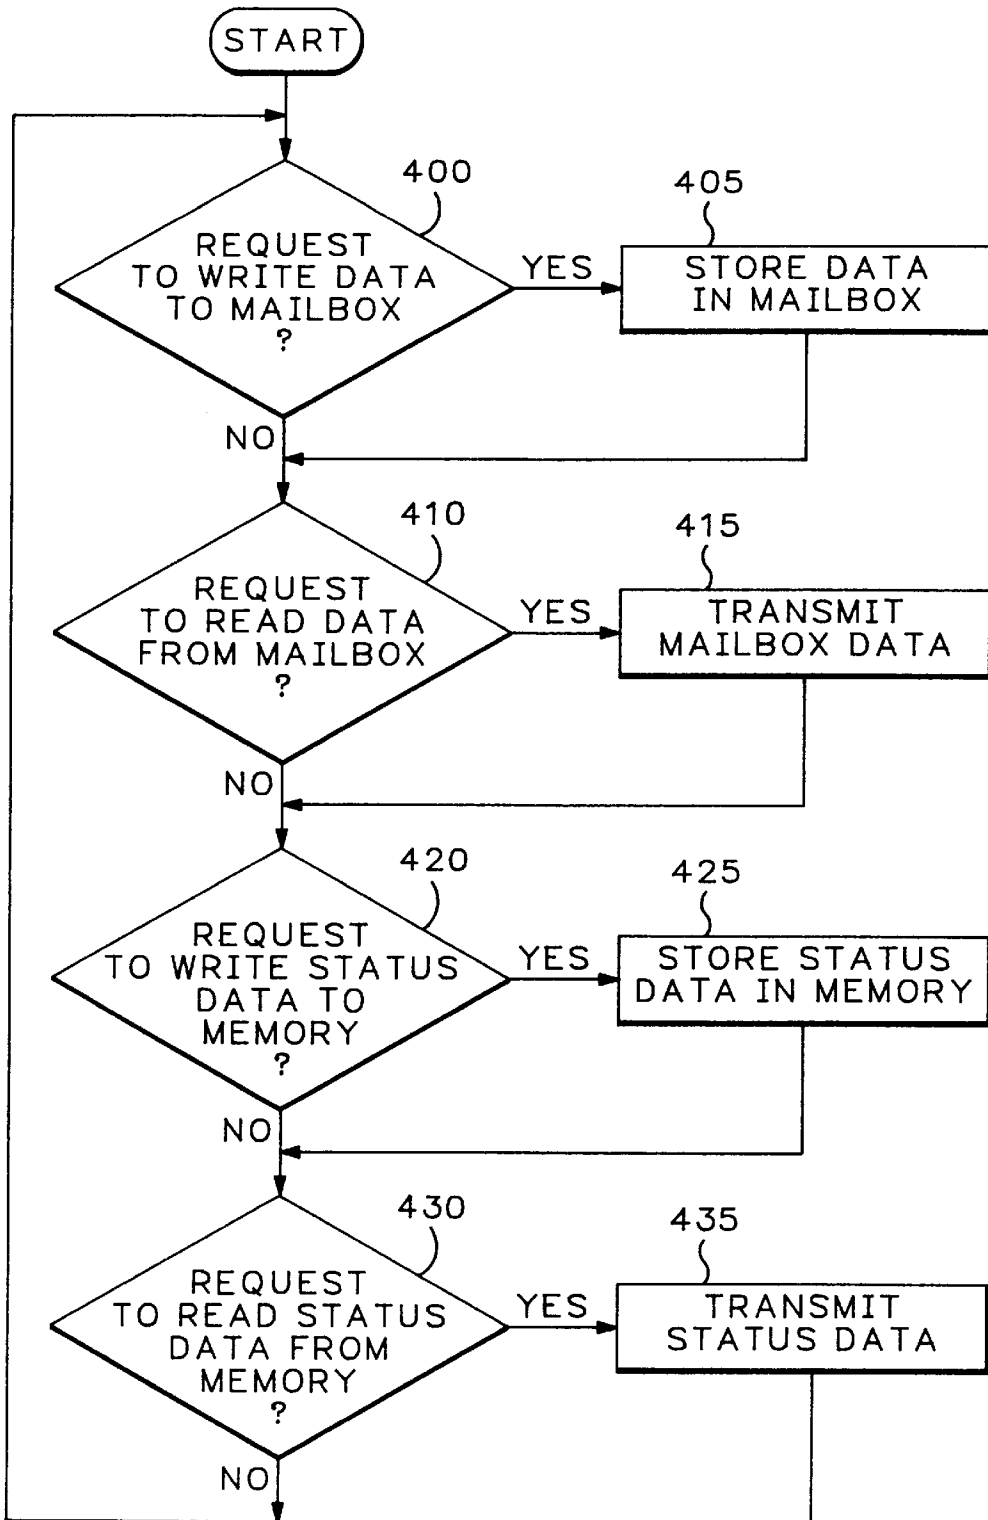 START
400
REQUEST
TO WRITE DATA
TO MAILBOX
?
YES
405
STORE DATA
IN MAILBOX
NO
410
REQUEST
TO READ DATA
FROM MAILBOX
?
YES
415
TRANSMIT
MAILBOX DATA
NO
420
REQUEST
TO WRITE STATUS
DATA TO
MEMORY
?
YES
425
STORE STATUS
DATA IN MEMORY
NO
430
REQUEST
TO READ STATUS
DATA FROM
MEMORY
?
YES
435
TRANSMIT
STATUS DATA
NO